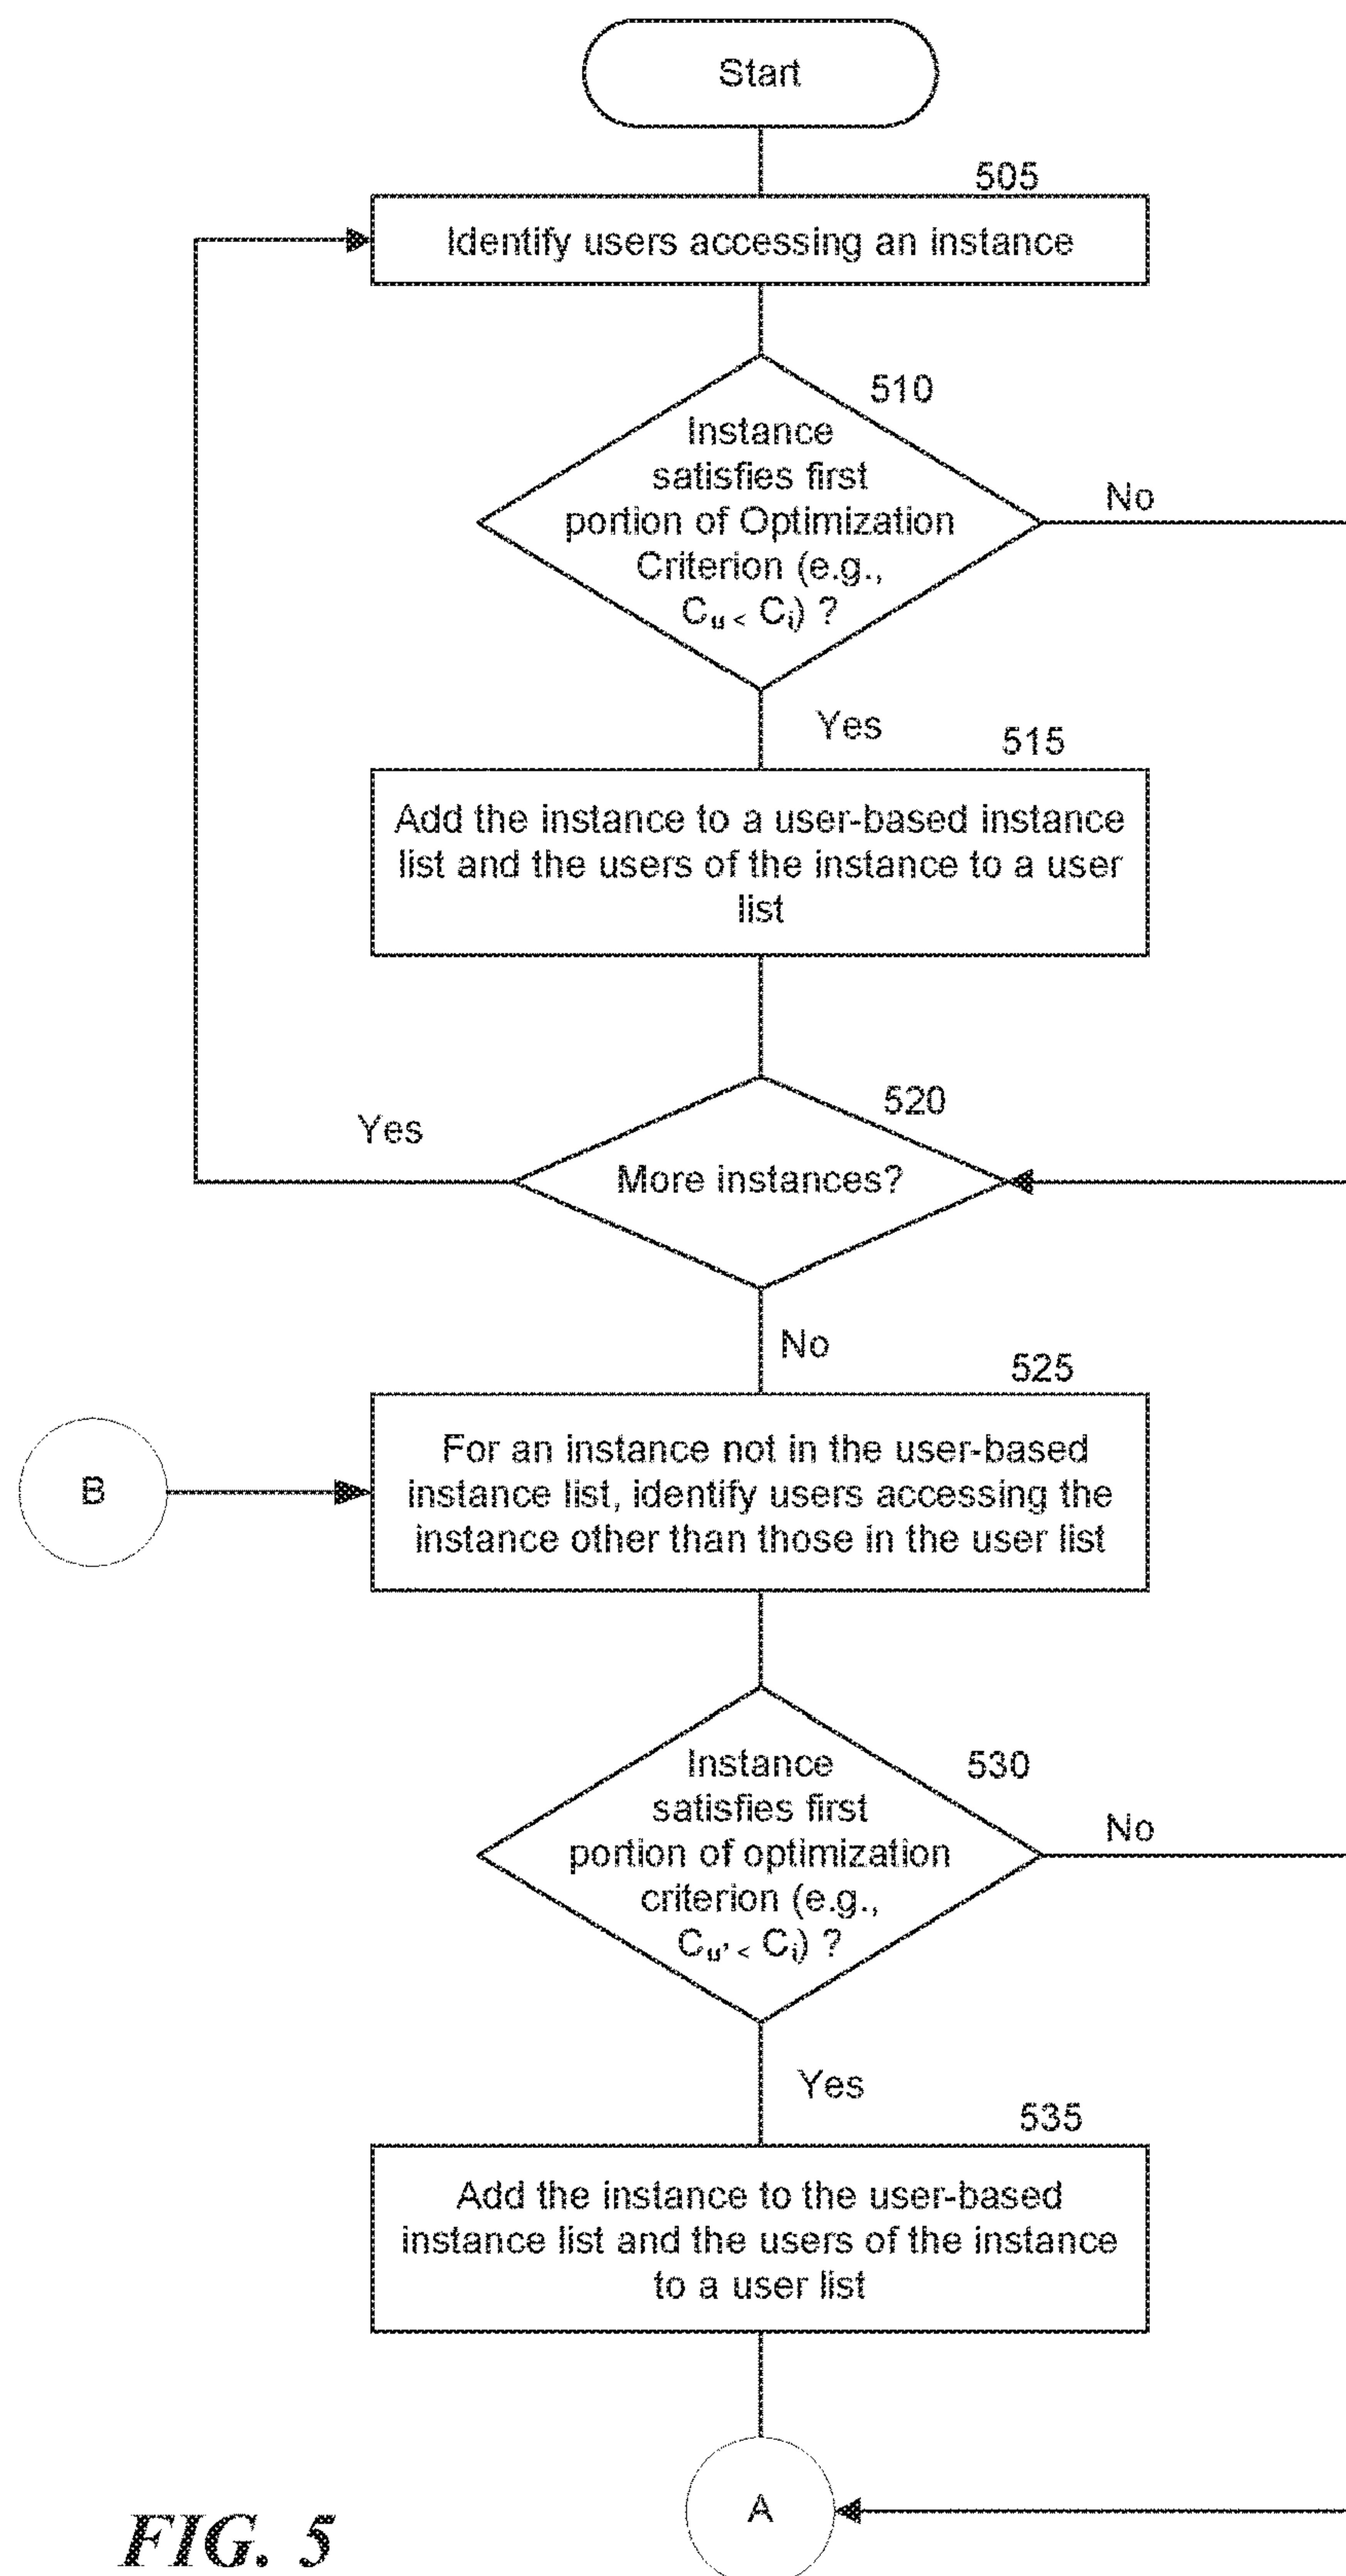 Start
505
Identify users accessing an instance
510
Instance
satisfies first
portion of Optimization
Criterion (e.g.,
Cu < Ci) ?
No
Yes
515
Add the instance to a user-based instance
list and the users of the instance to a user
list
520
Yes
More instances?
No
525
B
For an instance not in the user-based
instance list, identify users accessing the
instance other than those in the user list
530
Instance
satisfies first
portion of optimization
criterion (e.g.,
Cu' < Ci) ?
No
Yes
535
Add the instance to the user-based
instance list and the users of the instance
to a user list
A
FIG. 5